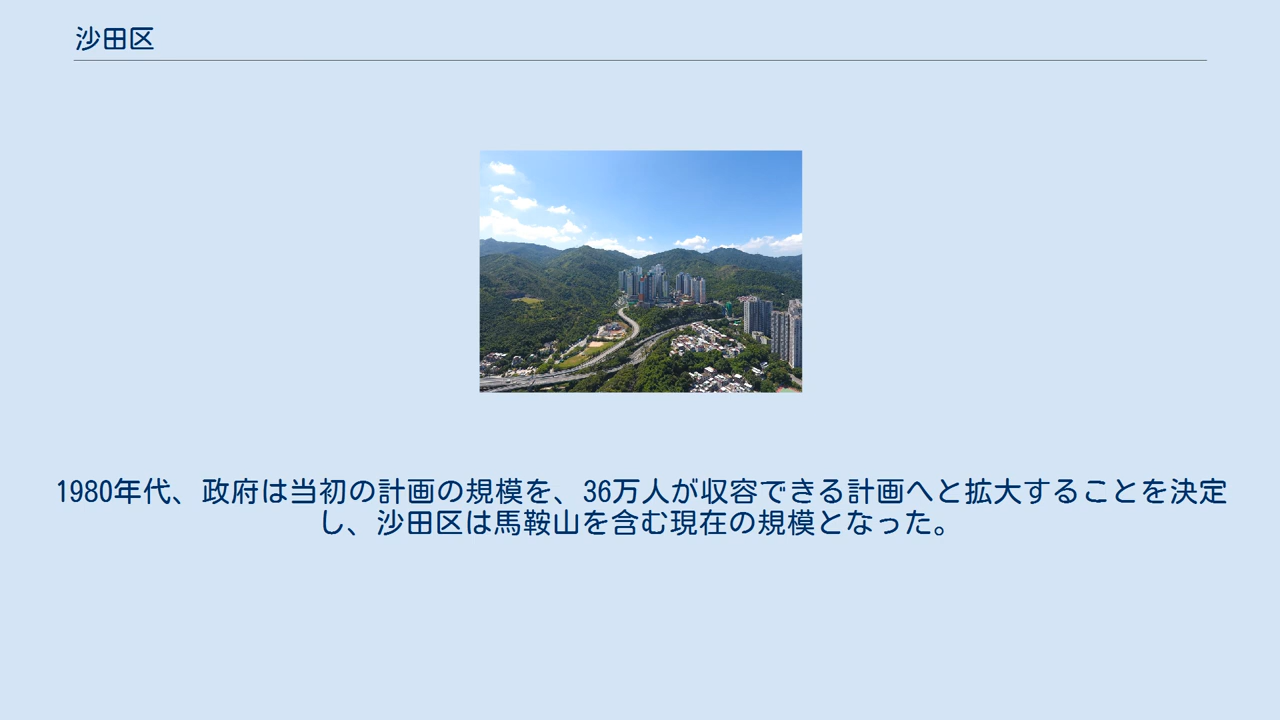 沙田区
1980年代、政府は当初の計画の規模を、36万人が収容できる計画へと拡大することを決定
し、沙田区は馬鞍山を含む現在の規模となった。